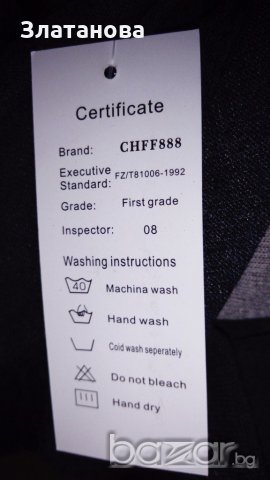 Златанова
Certificate
Brand: CHFF888
Executive Standard: FZ/T81006-1992
Grade: First grade
Inspector: 08
Washing instructions
40 Machina wash
Hand wash
Cold wash seperately
Do not bleach
Hand dry
bazar.bg